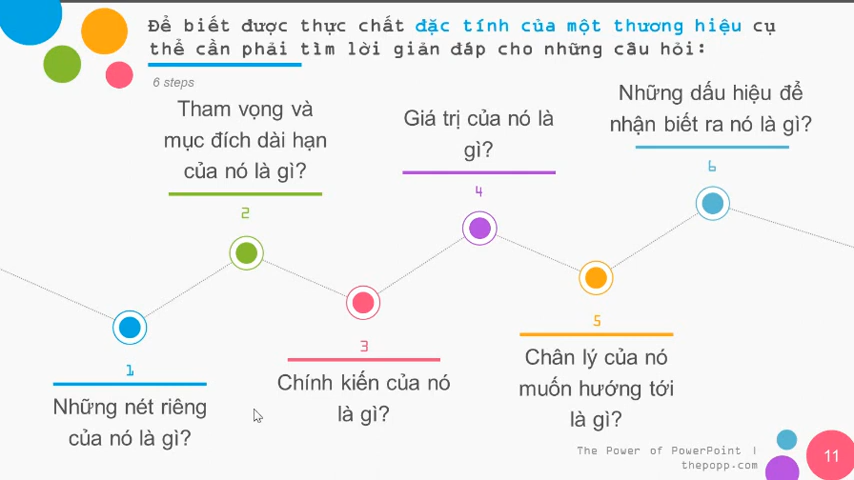 Để biết được thực chất đặc tính của một thương hiệu cụ
thể cần phải tìm lời giản đáp cho những câu hỏi:
6 steps
1
Những nét riêng
của nó là gì?
Tham vọng và
mục đích dài hạn
của nó là gì?
2
3
Chính kiến của nó
là gì?
Giá trị của nó là
gì?
4
5
Chân lý của nó
muốn hướng tới
là gì?
Những dấu hiệu để
nhận biết ra nó là gì?
6
The Power of PowerPoint |
thepopp.com
11